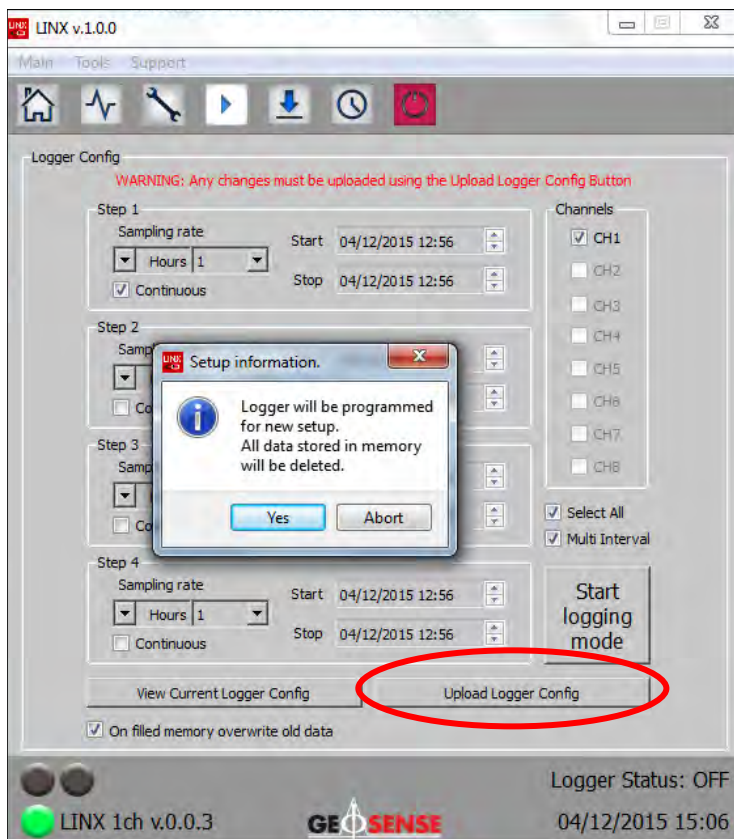 LINX v.1.0.0
Main Tools Support
Logger Config
WARNING: Any changes must be uploaded using the Upload Logger Config Button
Step 1
Sampling rate
Hours 1
Continuous
Start 04/12/2015 12:56
Stop 04/12/2015 12:56
Channels
CH1
CH2
CH3
CH4
CH5
CH6
CH7
CH8
Step 2
Step 3
LINX Setup information.
Logger will be programmed
for new setup.
All data stored in memory
will be deleted.
Yes Abort
Select All
Multi Interval
Step 4
Sampling rate
Hours 1
Continuous
Start 04/12/2015 12:56
Stop 04/12/2015 12:56
Start
logging
mode
View Current Logger Config Upload Logger Config
On filled memory overwrite old data
Logger Status: OFF
LINX 1ch v.0.0.3 GEOSENSE 04/12/2015 15:06